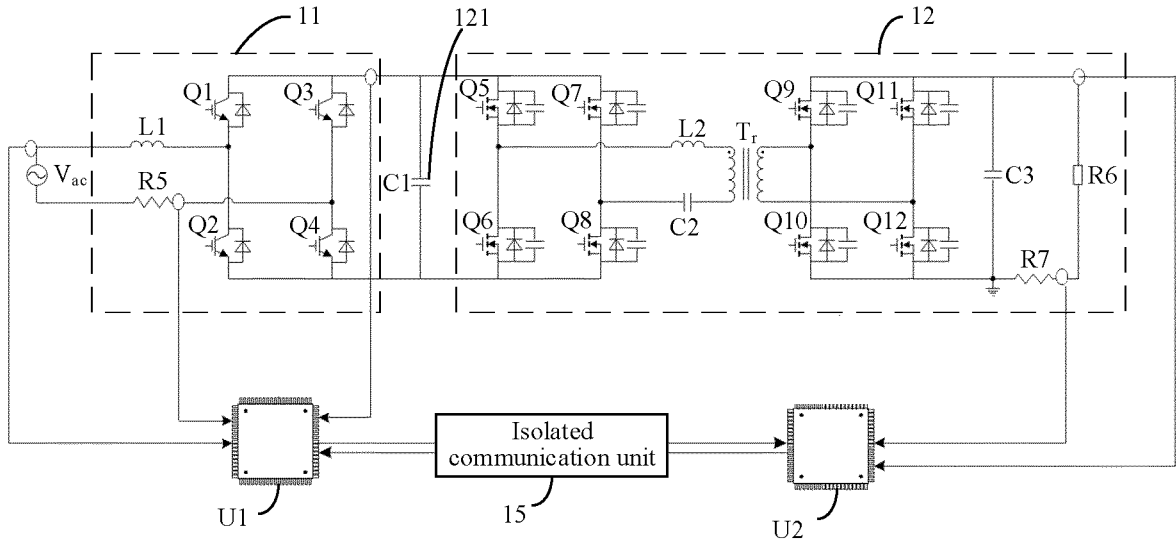 11
121
12
Q1
Q3
Q5
Q7
Q9
Q11
L1
L2
Tr
Vac
R5
C1
C2
C3
R6
Q2
Q4
Q6
Q8
Q10
Q12
R7
Isolated
communication unit
U1
15
U2